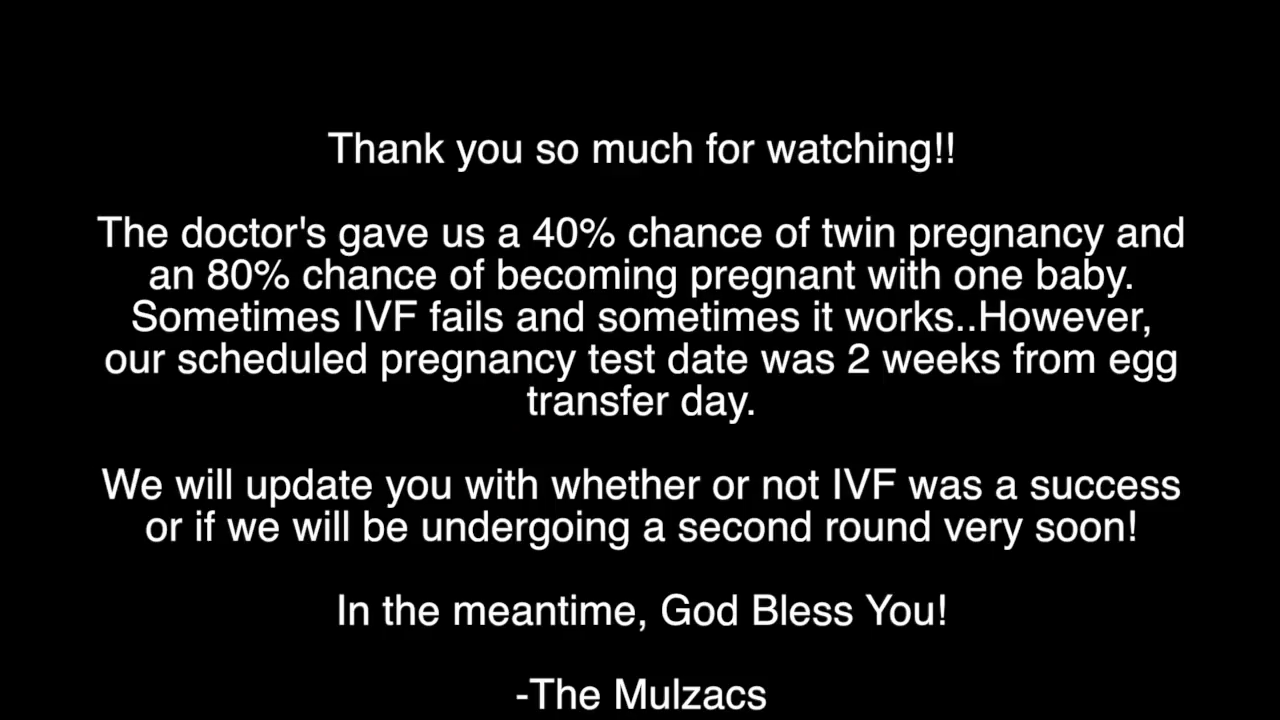 Thank you so much for watching!!
The doctor's gave us a 40% chance of twin pregnancy and
an 80% chance of becoming pregnant with one baby.
Sometimes IVF fails and sometimes it works..However,
our scheduled pregnancy test date was 2 weeks from egg
transfer day.
We will update you with whether or not IVF was a success
or if we will be undergoing a second round very soon!
In the meantime, God Bless You!
-The Mulzacs